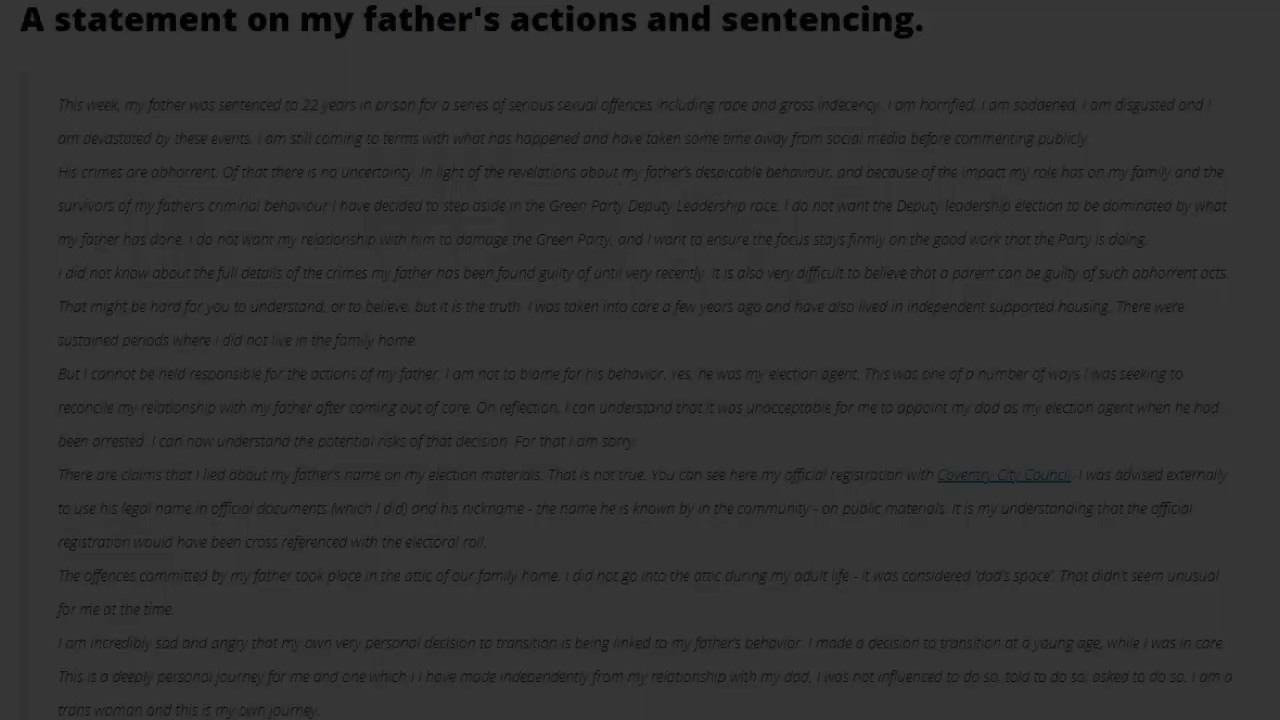 A statement on my father's actions and sentencing.
This week, my father was sentenced to 22 years in prison for a series of serious sexual offences including rape and gross indecency. I am horrified, I am saddened, I am disgusted and I
am devastated by these events. I am still coming to terms with what has happened and have taken some time away from social media before commenting publicly.
His crimes are abhorrent. Of that there is no uncertainty. In light of the revelations about my father's despicable behaviour, and because of the impact my role has on my family and the
survivors of my father's criminal behaviour I have decided to step aside in the Green Party Deputy Leadership race. I do not want the Deputy leadership election to be dominated by what
my father has done. I do not want my relationship with him to damage the Green Party, and I want to ensure the focus stays firmly on the good work that the Party is doing.
I did not know about the full details of the crimes my father has been found guilty of until very recently. It is also very difficult to believe that a parent can be guilty of such abhorrent acts.
That might be hard for you to understand, or to believe, but it is the truth. I was taken into care a few years ago and have also lived in independent supported housing. There were
sustained periods where I did not live in the family home.
But I cannot be held responsible for the actions of my father. I am not to blame for his behavior. Yes, he was my election agent. This was one of a number of ways I was seeking to
reconcile my relationship with my father after coming out of care. On reflection, I can understand that it was unacceptable for me to appoint my dad as my election agent when he had
been arrested. I can now understand the potential risks of that decision. For that I am sorry.
There are claims that I lied about my father's name on my election materials. That is not true. You can see here my official registration with Coventry City Council. I was advised externally
to use his legal name in official documents (which I did) and his nickname - the name he is known by in the community - on public materials. It is my understanding that the official
registration would have been cross referenced with the electoral roll.
The offences committed by my father took place in the attic of our family home. I did not go into the attic during my adult life - it was considered 'dad's space'. That didn't seem unusual
for me at the time.
I am incredibly sad and angry that my own very personal decision to transition is being linked to my father's behavior. I made a decision to transition at a young age, while I was in care.
This is a deeply personal journey for me and one which i I have made independently from my relationship with my dad. I was not influenced to do so, told to do so, asked to do so. I am a
trans woman and this is my own journey.